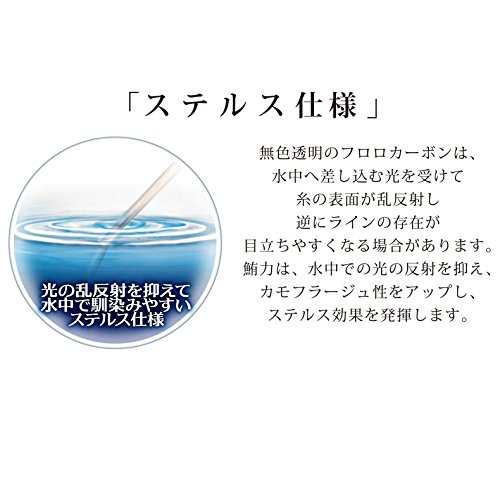 「ステルス仕様」
無色透明のフロロカーボンは、
水中へ差し込む光を受けて
糸の表面が乱反射し
逆にラインの存在が
目立ちやすくなる場合があります。
鮪力は、水中での光の反射を抑え、
カモフラージュ性をアップし、
ステルス効果を発揮します。
光の乱反射を抑えて
水中で馴染みやすい
ステルス仕様